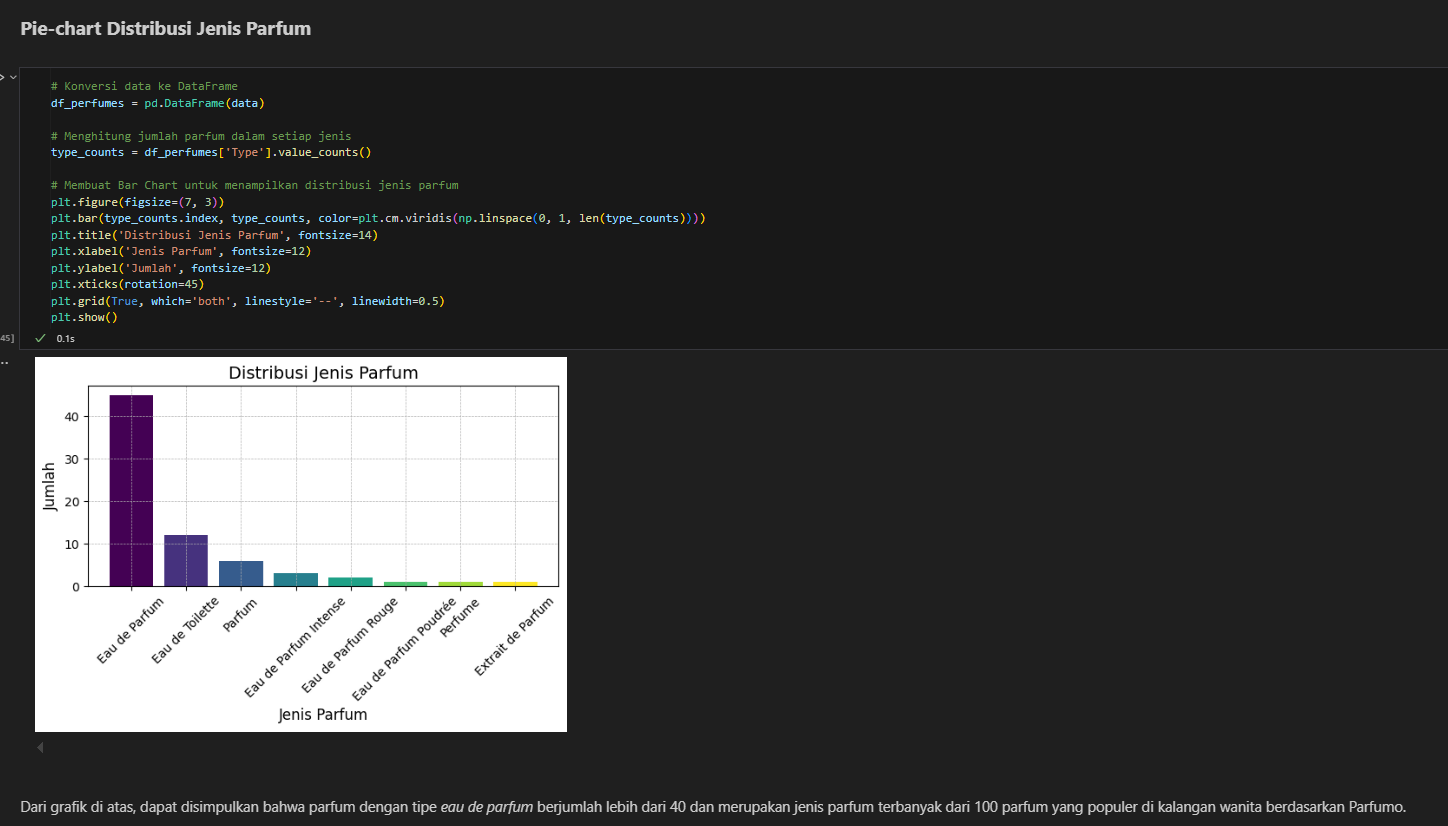 Pie-chart Distribusi Jenis Parfum
# Konversi data ke DataFrame
df_perfumes = pd.DataFrame(data)
# Menghitung jumlah parfum dalam setiap jenis
type_counts = df_perfumes['Type'].value_counts()
# Membuat Bar Chart untuk menampilkan distribusi jenis parfum
plt.figure(figsize=(7, 3))
plt.bar(type_counts.index, type_counts, color=plt.cm.viridis(np.linspace(0, 1, len(type_counts))))
plt.title('Distribusi Jenis Parfum', fontsize=14)
plt.xlabel('Jenis Parfum', fontsize=12)
plt.ylabel('Jumlah', fontsize=12)
plt.xticks(rotation=45)
plt.grid(True, which='both', linestyle='--', linewidth=0.5)
plt.show()
45]
0.1s
Distribusi Jenis Parfum
Jumlah
40
30
20
10
0
Eau de Parfum
Eau de Toilette
Parfum
Eau de Parfum Intense
Eau de Parfum Rouge
Eau de Parfum Poudrée
Perfume
Extrait de Parfum
Jenis Parfum
Dari grafik di atas, dapat disimpulkan bahwa parfum dengan tipe eau de parfum berjumlah lebih dari 40 dan merupakan jenis parfum terbanyak dari 100 parfum yang populer di kalangan wanita berdasarkan Parfumo.